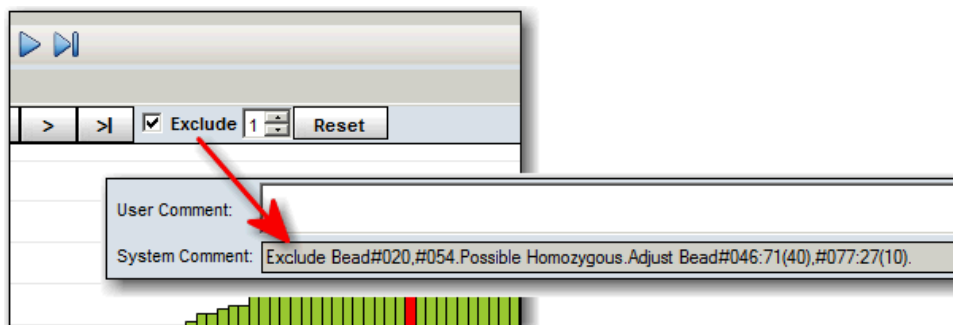 > >| Exclude 1 Reset
User Comment:
System Comment: Exclude Bead#020,#054.Possible Homozygous.Adjust Bead#046:71(40),#077:27(10).